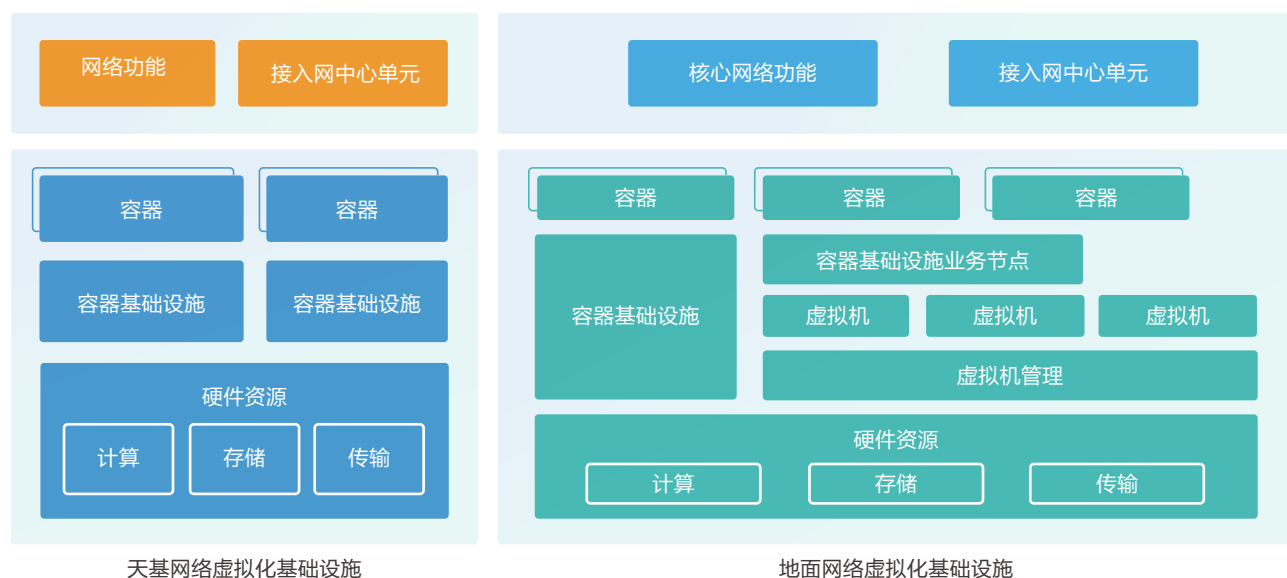 网络功能
接入网中心单元
容器
容器
容器基础设施
容器基础设施
硬件资源
计算
存储
传输
天基网络虚拟化基础设施
核心网络功能
接入网中心单元
容器
容器
容器
容器基础设施
容器基础设施业务节点
虚拟机
虚拟机
虚拟机
虚拟机管理
硬件资源
计算
存储
传输
地面网络虚拟化基础设施